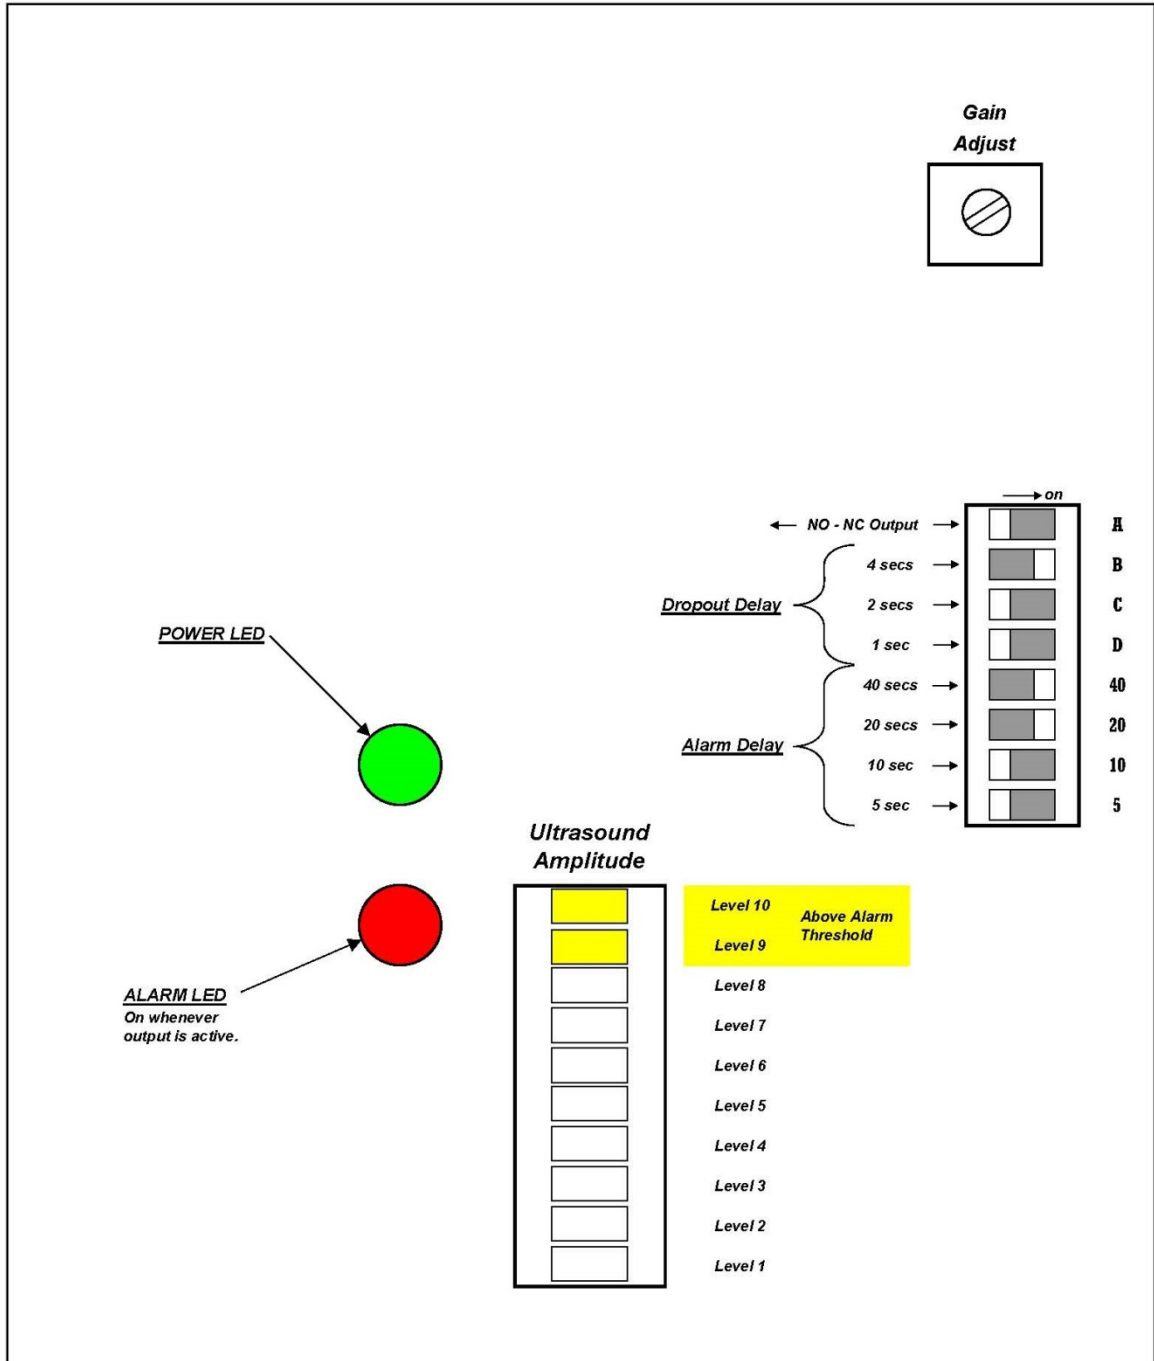 Gain
Adjust
on
NO - NC Output
A
4 secs
B
Dropout Delay
2 secs
C
1 sec
D
40 secs
40
20 secs
20
Alarm Delay
10 sec
10
5 sec
5
POWER LED
Ultrasound
Amplitude
Level 10
Above Alarm
Threshold
Level 9
Level 8
ALARM LED
On whenever
output is active.
Level 7
Level 6
Level 5
Level 4
Level 3
Level 2
Level 1